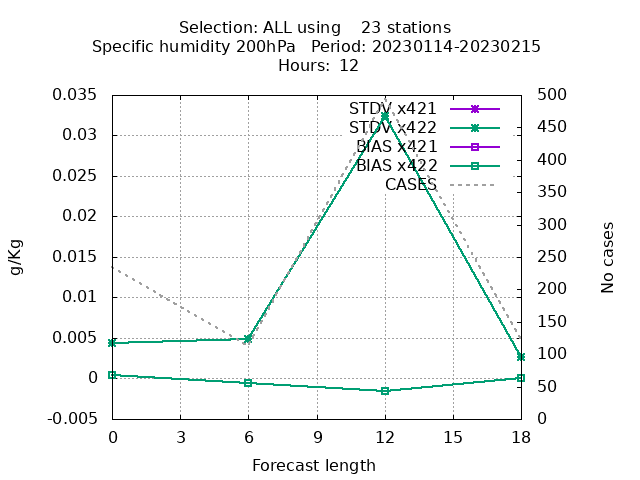 Selection: ALL using    23 stations
Specific humidity 200hPa   Period: 20230114-20230215
Hours:  12
0.035
0.03
0.025
0.02
0.015
0.01
0.005
0
-0.005
g/Kg
STDV x421
STDV x422
BIAS x421
BIAS x422
CASES
500
450
400
350
300
250
200
150
100
50
0
No cases
0 3 6 9 12 15 18
Forecast length